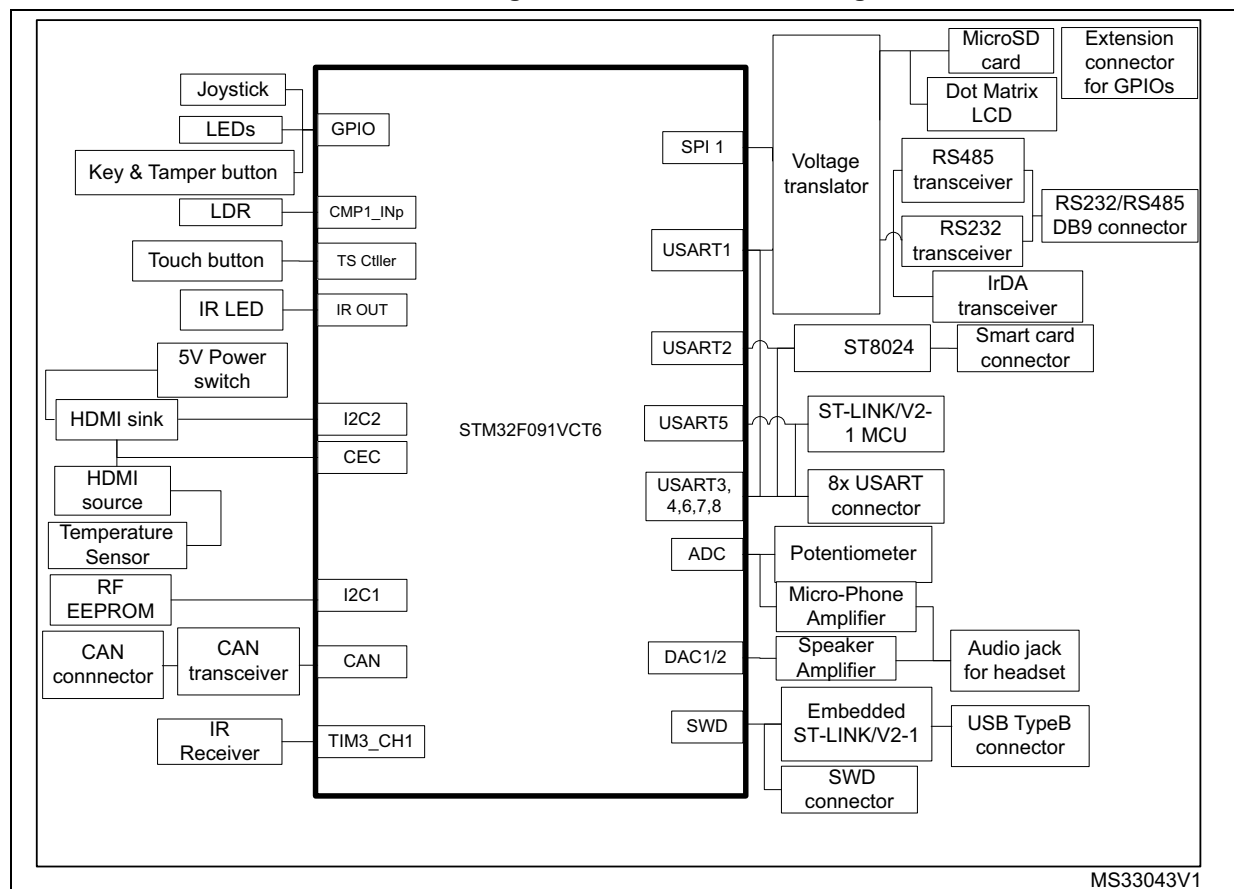 Joystick
LEDs
Key & Tamper button
LDR
Touch button
IR LED
5V Power
switch
HDMI sink
HDMI
source
Temperature
Sensor
RF
EEPROM
CAN
connnector
CAN
transceiver
IR
Receiver
GPIO
CMP1_INp
TS Ctller
IR OUT
I2C2
CEC
I2C1
CAN
TIM3_CH1
STM32F091VCT6
SPI 1
USART1
USART2
USART5
USART3,
4,6,7,8
ADC
DAC1/2
SWD
Voltage
translator
MicroSD
card
Extension
connector
for GPIOs
Dot Matrix
LCD
RS485
transceiver
RS232
transceiver
RS232/RS485
DB9 connector
IrDA
transceiver
ST8024
Smart card
connector
ST-LINK/V2-
1 MCU
8x USART
connector
Potentiometer
Micro-Phone
Amplifier
Speaker
Amplifier
Audio jack
for headset
Embedded
ST-LINK/V2-1
USB TypeB
connector
SWD
connector
MS33043V1